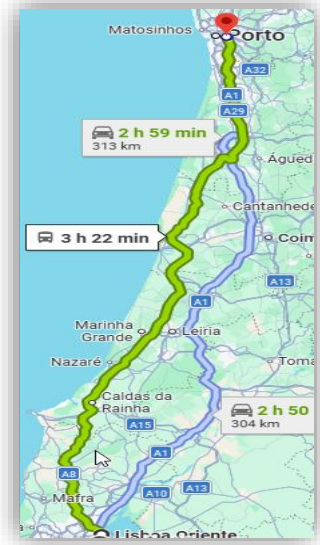 Matosinhos
Porto
A32
A1
A29
2 h 59 min
313 km
Águed
Cantanhede
3 h 22 min
Coim
A13
A1
Marinha
Grande
Leiria
Nazaré
Toma
Caldas da
Rainha
2 h 50
304 km
A15
A8
A1
A13
A10
Mafra
a
Lisboa Oriente